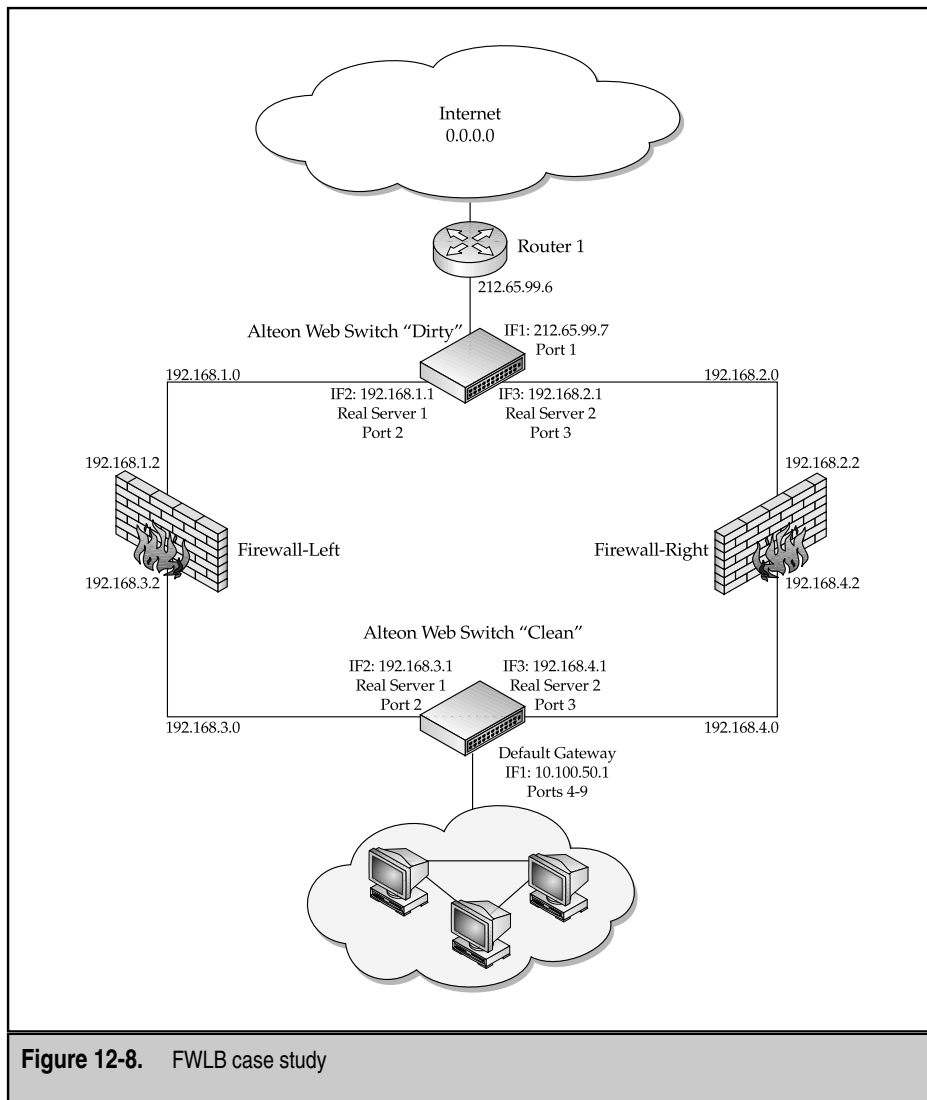 Internet
0.0.0.0
Router 1
212.65.99.6
Alteon Web Switch "Dirty"
IF1: 212.65.99.7
Port 1
192.168.1.0
192.168.2.0
IF2: 192.168.1.1
Real Server 1
Port 2
IF3: 192.168.2.1
Real Server 2
Port 3
192.168.1.2
192.168.2.2
Firewall-Left
Firewall-Right
192.168.3.2
192.168.4.2
Alteon Web Switch "Clean"
IF2: 192.168.3.1
Real Server 1
Port 2
IF3: 192.168.4.1
Real Server 2
Port 3
192.168.3.0
192.168.4.0
Default Gateway
IF1: 10.100.50.1
Ports 4-9
Figure 12-8. FWLB case study